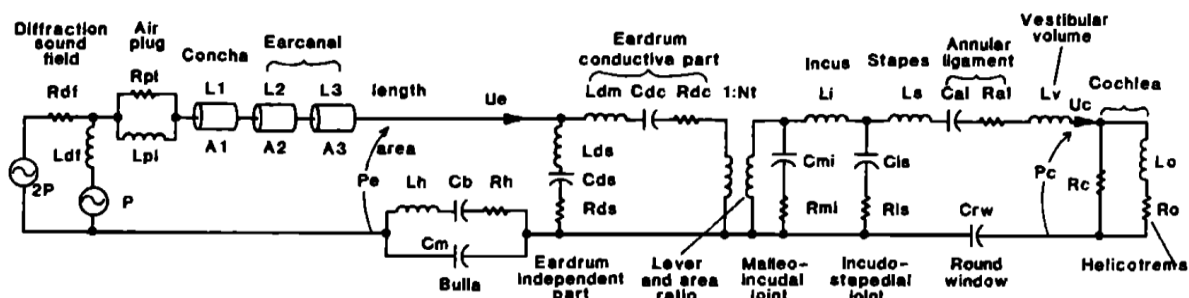 Diffraction
sound
field
Air
plug
Concha
Earcanal
Eardrum
conductive part
Incus
Stapes
Annular
ligament
Vestibular
volume
Cochlea
Rdf
Rpl
L1
L2
L3
length
Ue
Ldm
Cdc
Rdc
1:Nt
Li
Ls
Cal
Ral
Lv
Uc
Ldf
Lpl
A1
A2
A3
area
Lds
Cds
Rds
Cmi
Rmi
Cis
Ris
Pe
Pc
Rc
Lo
Ro
2P
P
Lh
Cb
Rh
Cm
Bulla
Crw
Eardrum
independent
part
Lever
and area
ratio
Malleo-
incudal
joint
Incudo-
stapedial
joint
Round
window
Helicotrema